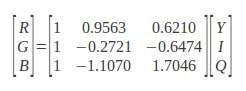 R 1 0.9563 0.6210 Y
G = 1 −0.2721 −0.6474 I
B 1 −1.1070 1.7046 Q